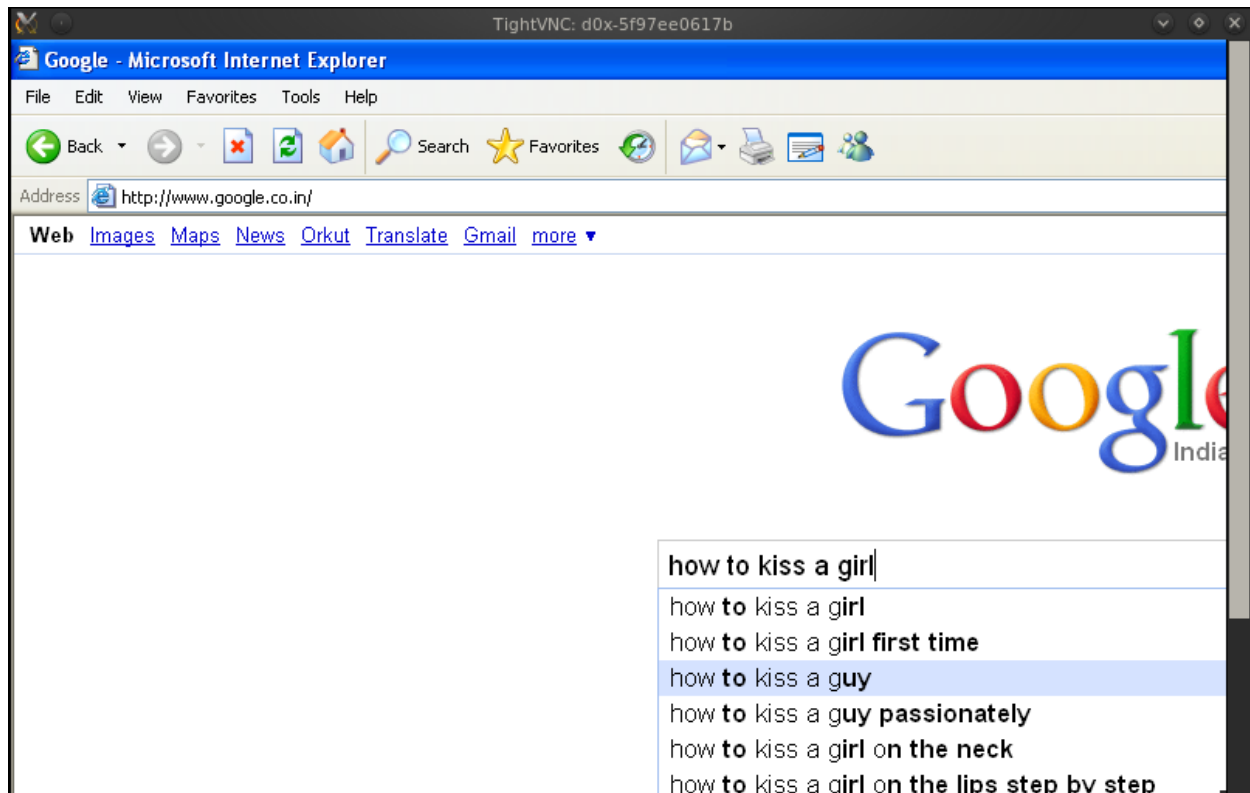 TightVNC: d0x-5f97ee0617b
Google - Microsoft Internet Explorer
File Edit View Favorites Tools Help
Back Search Favorites
Address http://www.google.co.in/
Web Images Maps News Orkut Translate Gmail more ▼
Google
India
how to kiss a girl
how to kiss a girl
how to kiss a girl first time
how to kiss a guy
how to kiss a guy passionately
how to kiss a girl on the neck
how to kiss a girl on the lips step by step